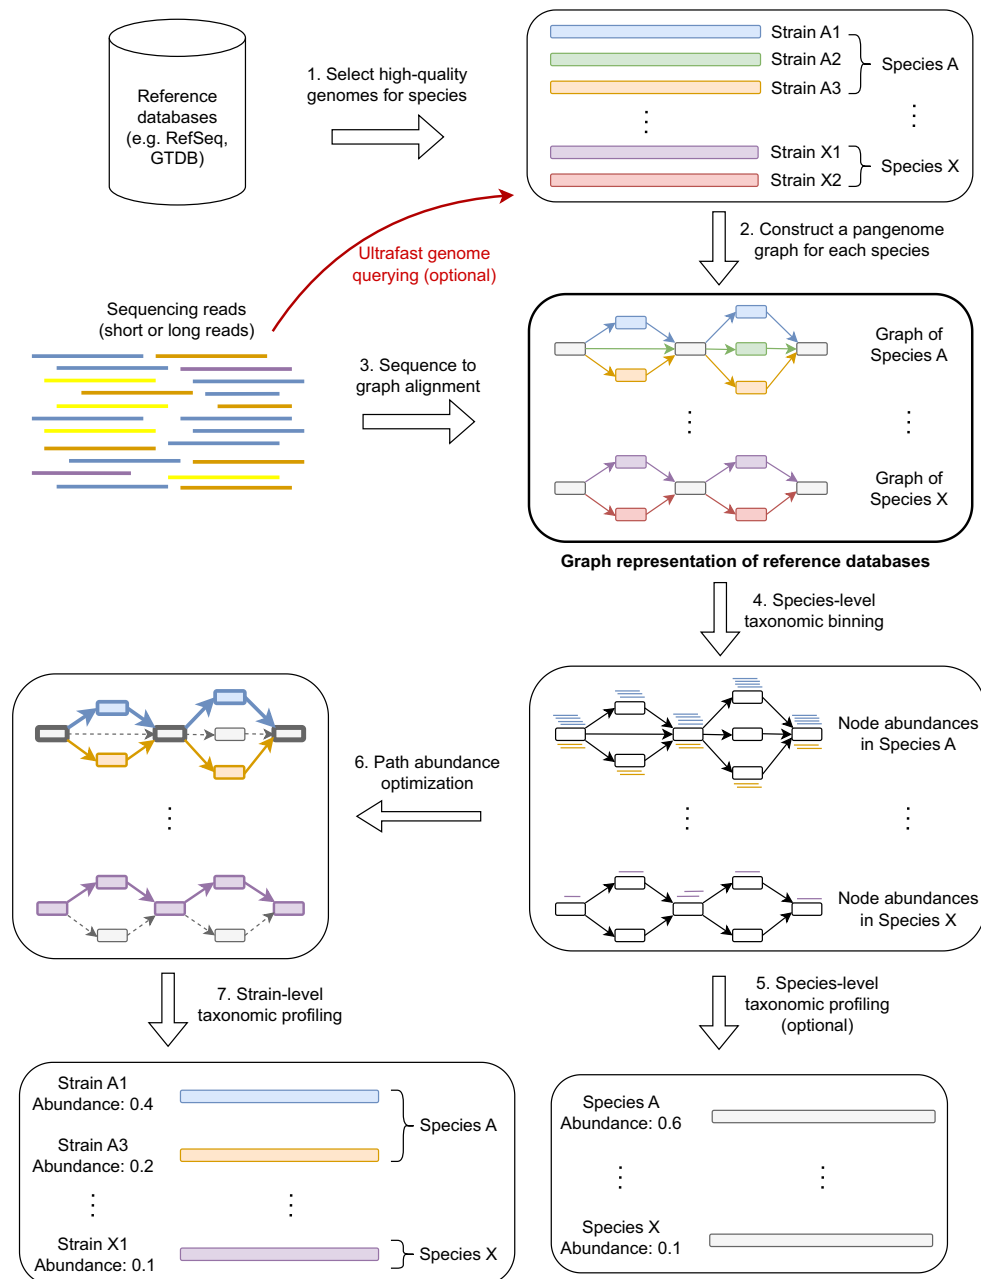 Reference
databases
(e.g. RefSeq,
GTDB)
1. Select high-quality
genomes for species
Strain A1
Strain A2
Strain A3
Species A
Strain X1
Strain X2
Species X
2. Construct a pangenome
graph for each species
Ultrafast genome
querying (optional)
Sequencing reads
(short or long reads)
3. Sequence to
graph alignment
Graph of
Species A
Graph of
Species X
Graph representation of reference databases
4. Species-level
taxonomic binning
Node abundances
in Species A
Node abundances
in Species X
6. Path abundance
optimization
5. Species-level
taxonomic profiling
(optional)
7. Strain-level
taxonomic profiling
Strain A1
Abundance: 0.4
Strain A3
Abundance: 0.2
Species A
Strain X1
Abundance: 0.1
Species X
Species A
Abundance: 0.6
Species X
Abundance: 0.1